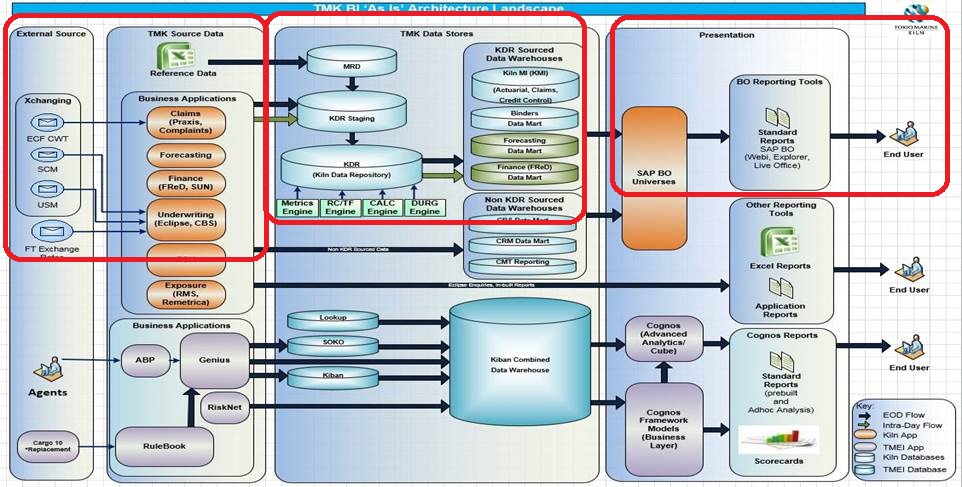 TMK BI 'As Is' Architecture Landscape
TOKIO MARINE
KILN
External Source
Xchanging
ECF CWT
SCM
USM
FT Exchange
Agents
Cargo 10
*Replacement
TMK Source Data
Reference Data
Business Applications
Claims
(Praxis,
Complaints)
Forecasting
Finance
(FReD, SUN)
Underwriting
(Eclipse, CBS)
Exposure
(RMS,
Remetrica)
Business Applications
ABP
Genius
RiskNet
RuleBook
TMK Data Stores
MRD
KDR Staging
KDR
(Kiln Data Repository)
Metrics
Engine
RC/TF
Engine
CALC
Engine
DURG
Engine
KDR Sourced
Data Warehouses
Kiln MI (KMI)
(Actuarial, Claims,
Credit Control)
Binders
Data Mart
Forecasting
Data Mart
Finance (FReD)
Data Mart
Non KDR Sourced
Data Warehouses
Data Mart
CRM Data Mart
CMT Reporting
Non KDR Sourced Data
Eclipse Enquiries, In-built Reports
Lookup
SOKO
Kiban
Kiban Combined
Data Warehouse
Presentation
SAP BO
Universes
BO Reporting Tools
Standard
Reports
SAP BO
(Webi, Explorer,
Live Office)
End User
Other Reporting
Tools
Excel Reports
Application
Reports
End User
Cognos
(Advanced
Analytics/
Cube)
Cognos
Framework
Models
(Business
Layer)
Cognos Reports
Standard
Reports
(prebuilt
and
Adhoc Analysis)
Scorecards
End User
Key:
EOD Flow
Intra-Day Flow
Kiln App
TMEI App
Kiln Databases
TMEI Database